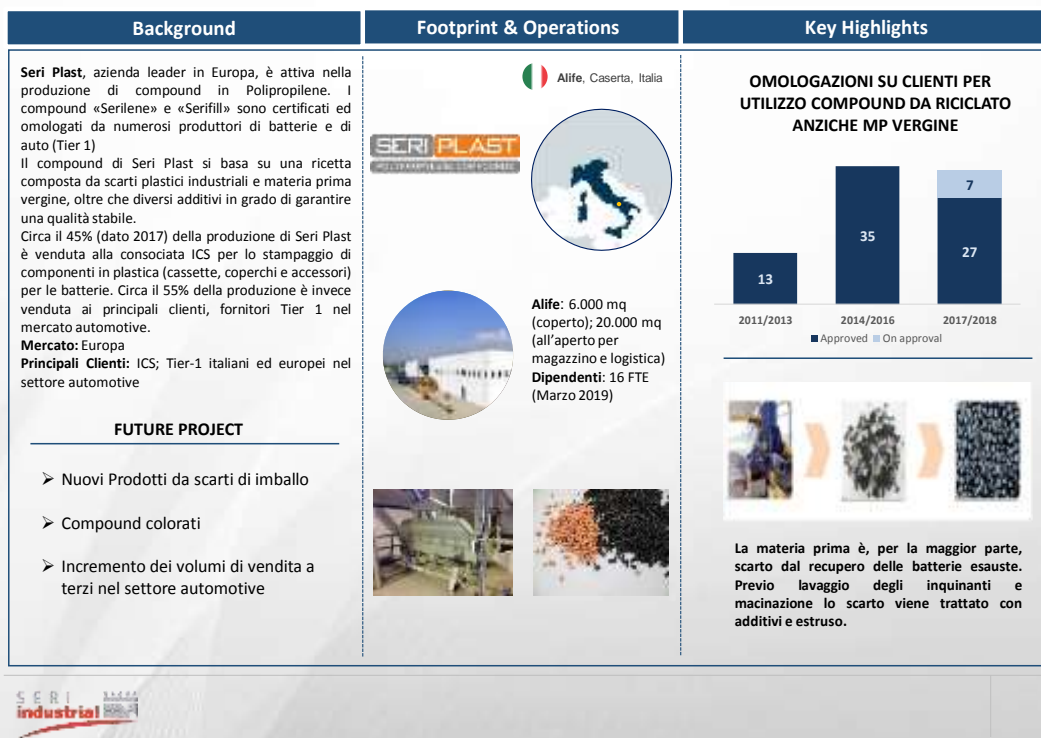 Background
Seri Plast, azienda leader in Europa, è attiva nella
produzione di compound in Polipropilene. I
compound «Serilene» e «Serifill» sono certificati ed
omologati da numerosi produttori di batterie e di
auto (Tier 1)
Il compound di Seri Plast si basa su una ricetta
composta da scarti plastici industriali e materia prima
vergine, oltre che diversi additivi in grado di garantire
una qualità stabile.
Circa il 45% (dato 2017) della produzione di Seri Plast
è venduta alla consociata ICS per lo stampaggio di
componenti in plastica (cassette, coperchi e accessori)
per le batterie. Circa il 55% della produzione è invece
venduta ai principali clienti, fornitori Tier 1 nel
mercato automotive.
Mercato: Europa
Principali Clienti: ICS; Tier-1 italiani ed europei nel
settore automotive
FUTURE PROJECT
➢ Nuovi Prodotti da scarti di imballo
➢ Compound colorati
➢ Incremento dei volumi di vendita a
terzi nel settore automotive
Footprint & Operations
Alife, Caserta, Italia
SERI PLAST
Alife: 6.000 mq
(coperto); 20.000 mq
(all'aperto per
magazzino e logistica)
Dipendenti: 16 FTE
(Marzo 2019)
Key Highlights
OMOLOGAZIONI SU CLIENTI PER
UTILIZZO COMPOUND DA RICICLATO
ANZICHE MP VERGINE
7
35
27
13
2011/2013 2014/2016 2017/2018
Approved On approval
La materia prima è, per la maggior parte,
scarto dal recupero delle batterie esauste.
Previo lavaggio degli inquinanti e
macinazione lo scarto viene trattato con
additivi e estruso.
SERI
industrial